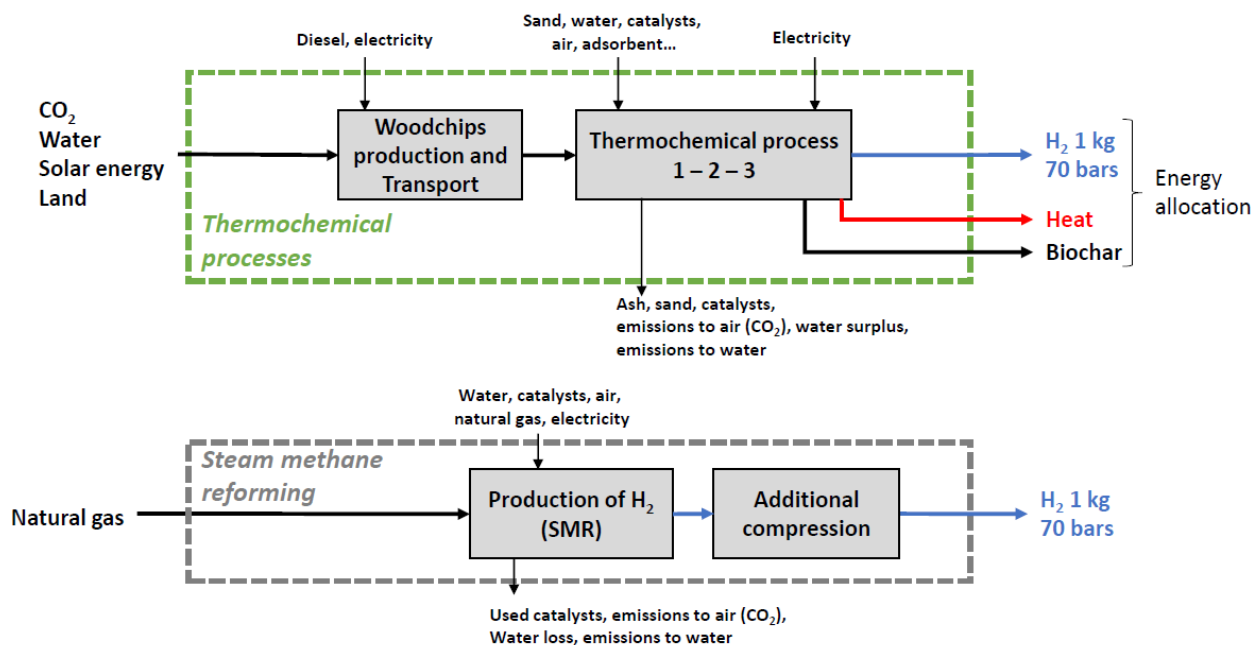 Diesel, electricity
Sand, water, catalysts,
air, adsorbent...
Electricity
CO₂
Water
Solar energy
Land
Woodchips
production and
Transport
Thermochemical process
1 – 2 – 3
H₂ 1 kg
70 bars
Heat
Biochar
Energy
allocation
Thermochemical
processes
Ash, sand, catalysts,
emissions to air (CO₂), water surplus,
emissions to water
Water, catalysts, air,
natural gas, electricity
Steam methane
reforming
Natural gas
Production of H₂
(SMR)
Additional
compression
H₂ 1 kg
70 bars
Used catalysts, emissions to air (CO₂),
Water loss, emissions to water